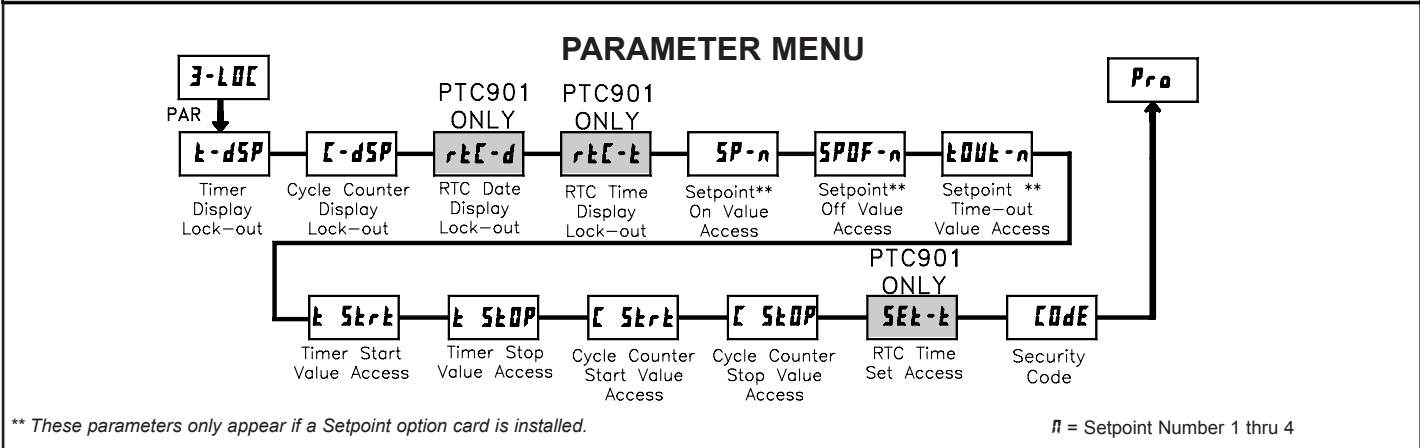 PARAMETER MENU
3-LOC
Pro
PAR
PTC901
ONLY
PTC901
ONLY
t-dSP
C-dSP
rtC-d
rtC-t
SP-n
SPOF-n
tOUt-n
Timer
Display
Lock-out
Cycle Counter
Display
Lock-out
RTC Date
Display
Lock-out
RTC Time
Display
Lock-out
Setpoint**
On Value
Access
Setpoint**
Off Value
Access
Setpoint **
Time-out
Value Access
PTC901
ONLY
t Strt
t StOP
C Strt
C StOP
SEt-t
COdE
Timer Start
Value Access
Timer Stop
Value Access
Cycle Counter
Start Value
Access
Cycle Counter
Stop Value
Access
RTC Time
Set Access
Security
Code
** These parameters only appear if a Setpoint option card is installed.
n = Setpoint Number 1 thru 4